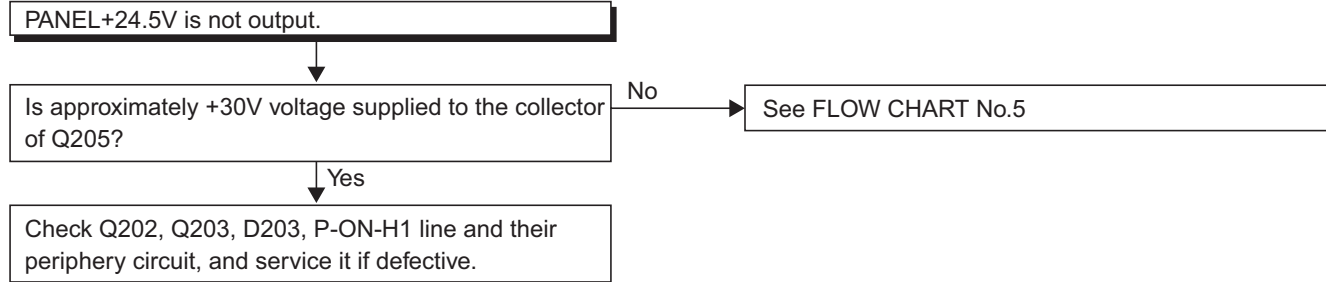 PANEL+24.5V is not output.
Is approximately +30V voltage supplied to the collector
of Q205?
No
See FLOW CHART No.5
Yes
Check Q202, Q203, D203, P-ON-H1 line and their
periphery circuit, and service it if defective.